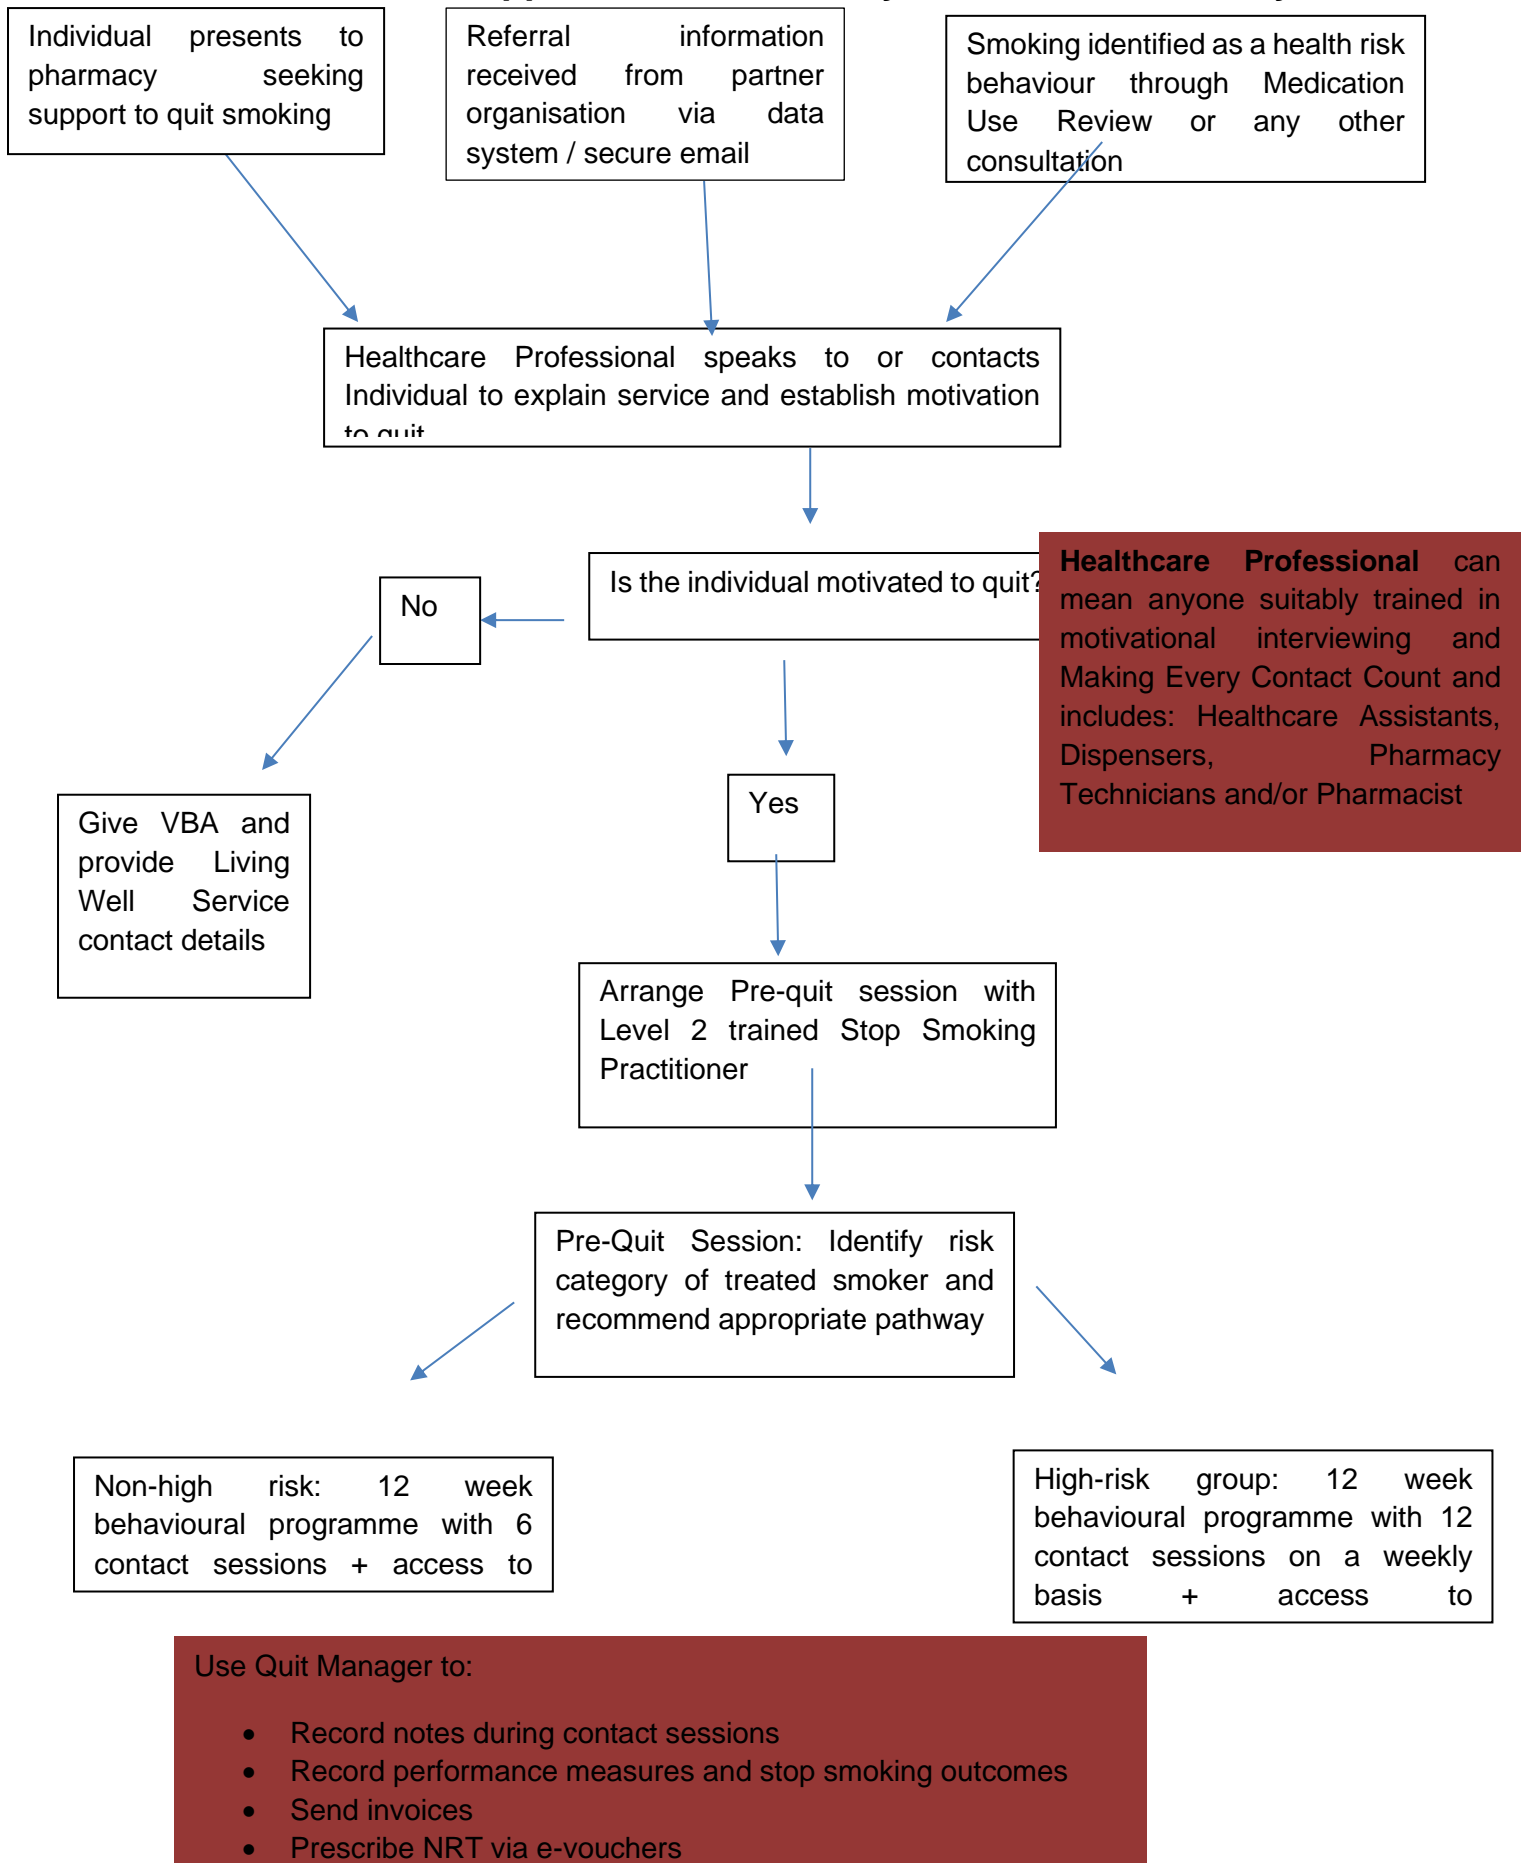 Individual presents to
pharmacy seeking
support to quit smoking
Referral information
received from partner
organisation via data
system / secure email
Smoking identified as a health risk
behaviour through Medication
Use Review or any other
consultation
Healthcare Professional speaks to or contacts
Individual to explain service and establish motivation
to quit
Is the individual motivated to quit?
Healthcare Professional can
mean anyone suitably trained in
motivational interviewing and
Making Every Contact Count and
includes: Healthcare Assistants,
Dispensers, Pharmacy
Technicians and/or Pharmacist
No
Yes
Give VBA and
provide Living
Well Service
contact details
Arrange Pre-quit session with
Level 2 trained Stop Smoking
Practitioner
Pre-Quit Session: Identify risk
category of treated smoker and
recommend appropriate pathway
Non-high risk: 12 week
behavioural programme with 6
contact sessions + access to
High-risk group: 12 week
behavioural programme with 12
contact sessions on a weekly
basis + access to
Use Quit Manager to:
• Record notes during contact sessions
• Record performance measures and stop smoking outcomes
• Send invoices
• Prescribe NRT via e-vouchers